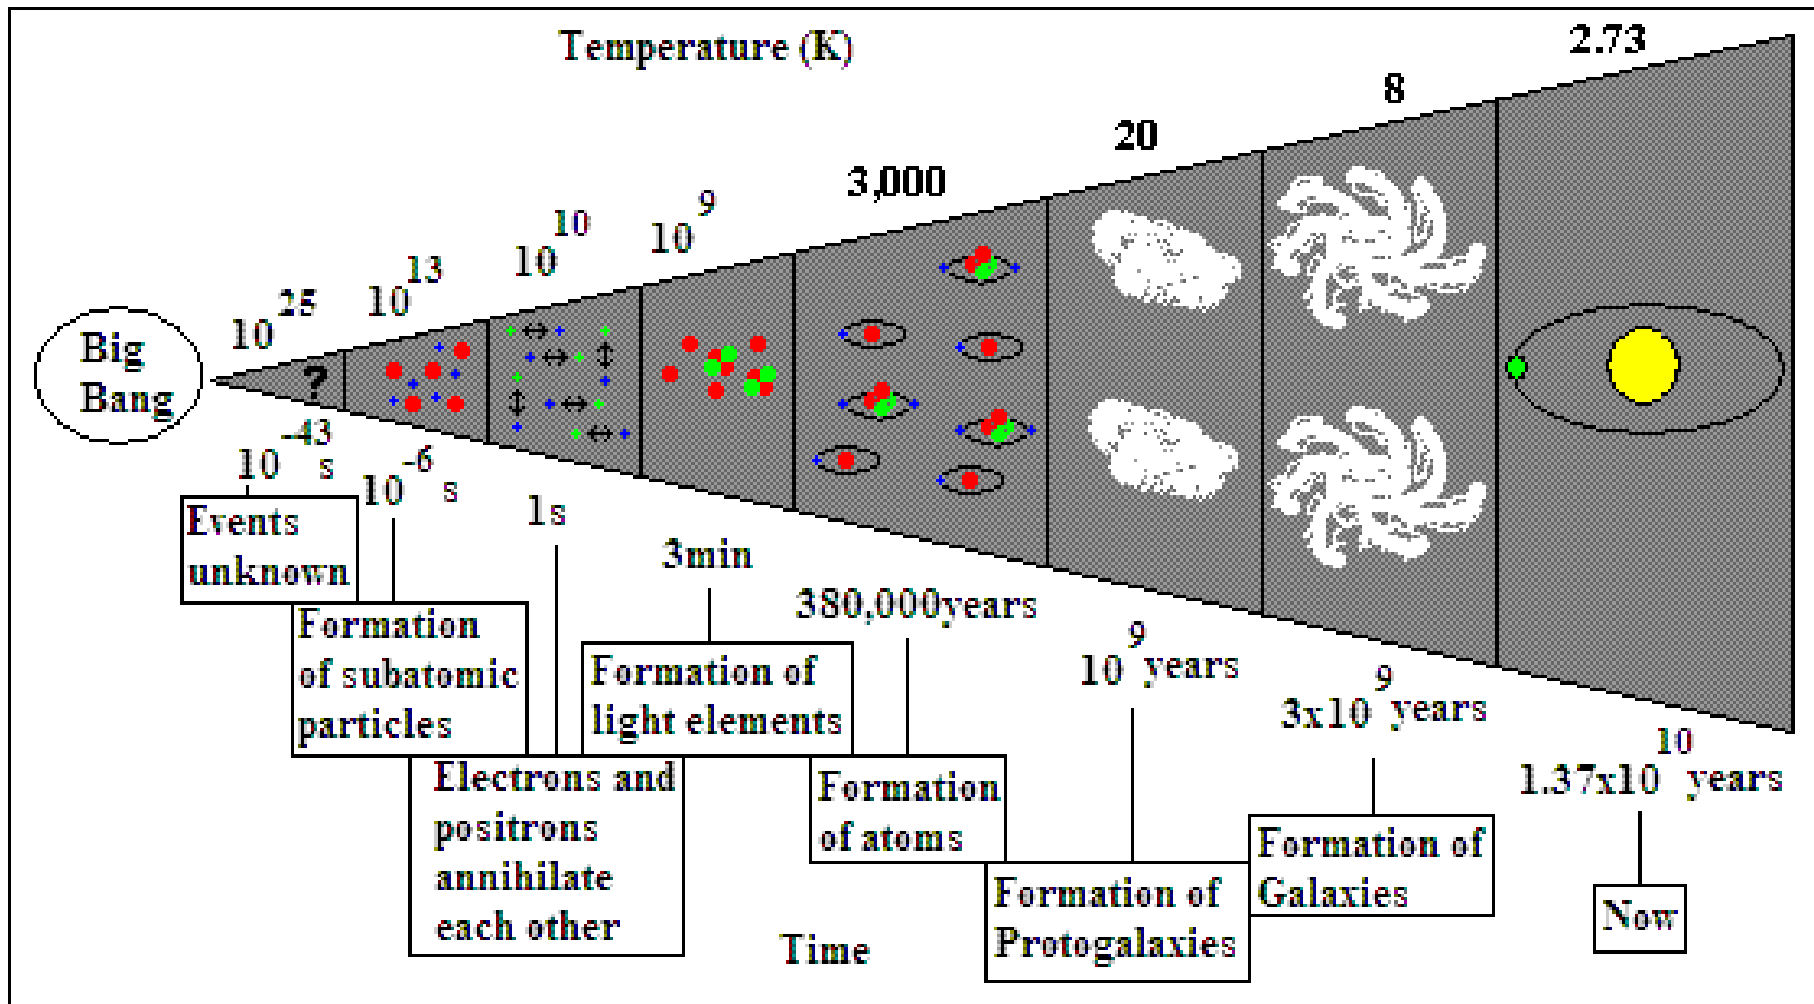 Temperature (K)
10^25
10^13
10^10
10^9
3,000
20
8
2.73
Big
Bang
?
10^-43 s
10^-6 s
1s
3min
380,000years
10^9 years
3x10^9 years
1.37x10^10 years
Events
unknown
Formation
of subatomic
particles
Electrons and
positrons
annihilate
each other
Formation of
light elements
Formation
of atoms
Formation of
Protogalaxies
Formation of
Galaxies
Now
Time